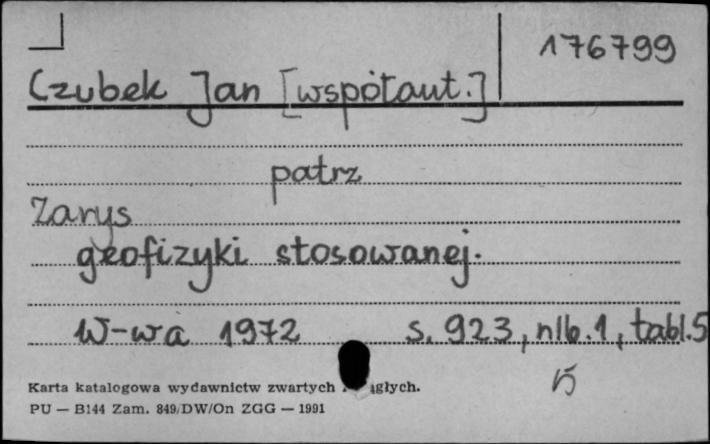 176799
Czubek Jan [współaut.]
patrz
Zarys
geofizyki stosowanej.
W-wa 1972 s. 923, nlb. 1, tabl. 5
Karta katalogowa wydawnictw zwartych
PU — B144 Zam. 849/DW/On ZGG — 1991